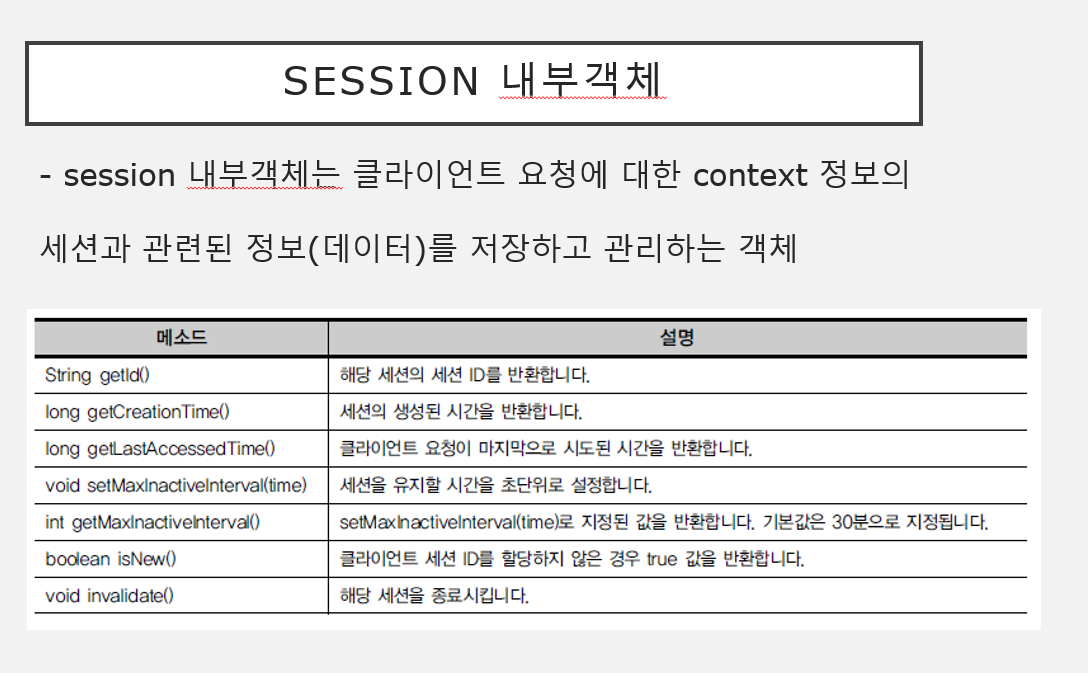 SESSION 내부객체
- session 내부객체는 클라이언트 요청에 대한 context 정보의
세션과 관련된 정보(데이터)를 저장하고 관리하는 객체
메소드 설명
String getId() 해당 세션의 세션 ID를 반환합니다.
long getCreationTime() 세션의 생성된 시간을 반환합니다.
long getLastAccessedTime() 클라이언트 요청이 마지막으로 시도된 시간을 반환합니다.
void setMaxInactiveInterval(time) 세션을 유지할 시간을 초단위로 설정합니다.
int getMaxInactiveInterval() setMaxInactiveInterval(time)로 지정된 값을 반환합니다. 기본값은 30분으로 지정됩니다.
boolean isNew() 클라이언트 세션 ID를 할당하지 않은 경우 true 값을 반환합니다.
void invalidate() 해당 세션을 종료시킵니다.